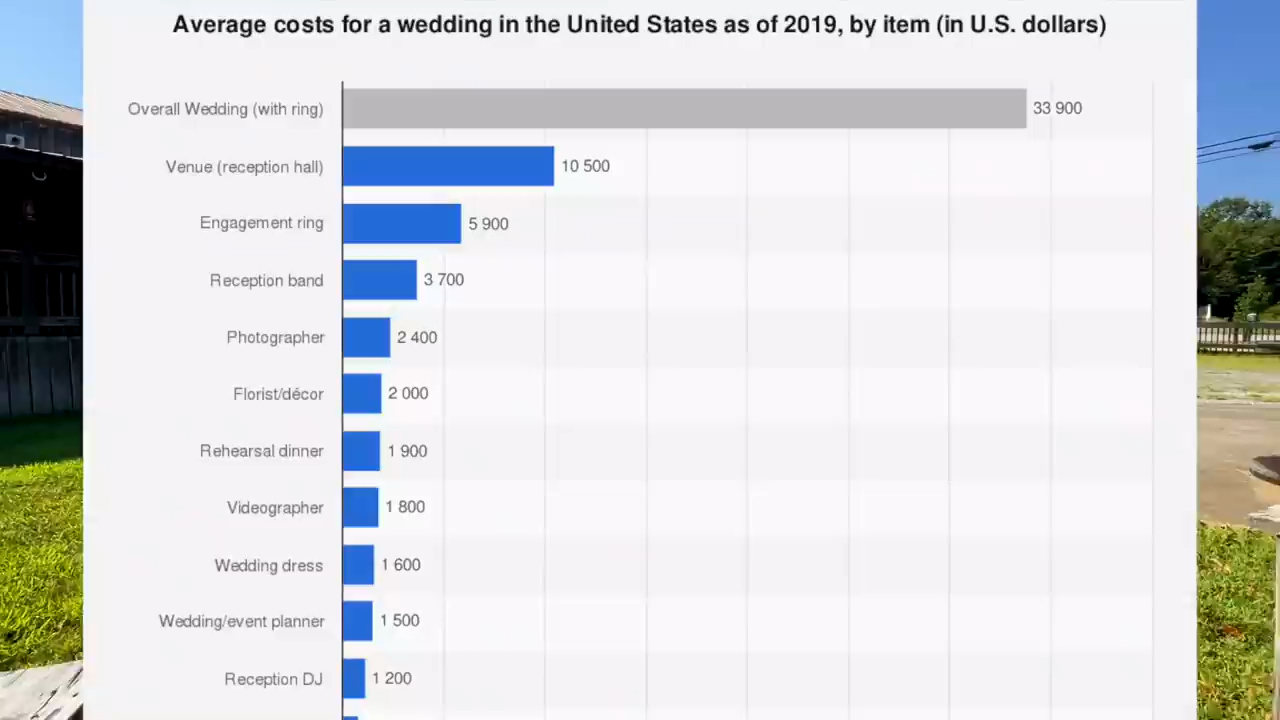 Average costs for a wedding in the United States as of 2019, by item (in U.S. dollars)
Overall Wedding (with ring) 33 900
Venue (reception hall) 10 500
Engagement ring 5 900
Reception band 3 700
Photographer 2 400
Florist/décor 2 000
Rehearsal dinner 1 900
Videographer 1 800
Wedding dress 1 600
Wedding/event planner 1 500
Reception DJ 1 200